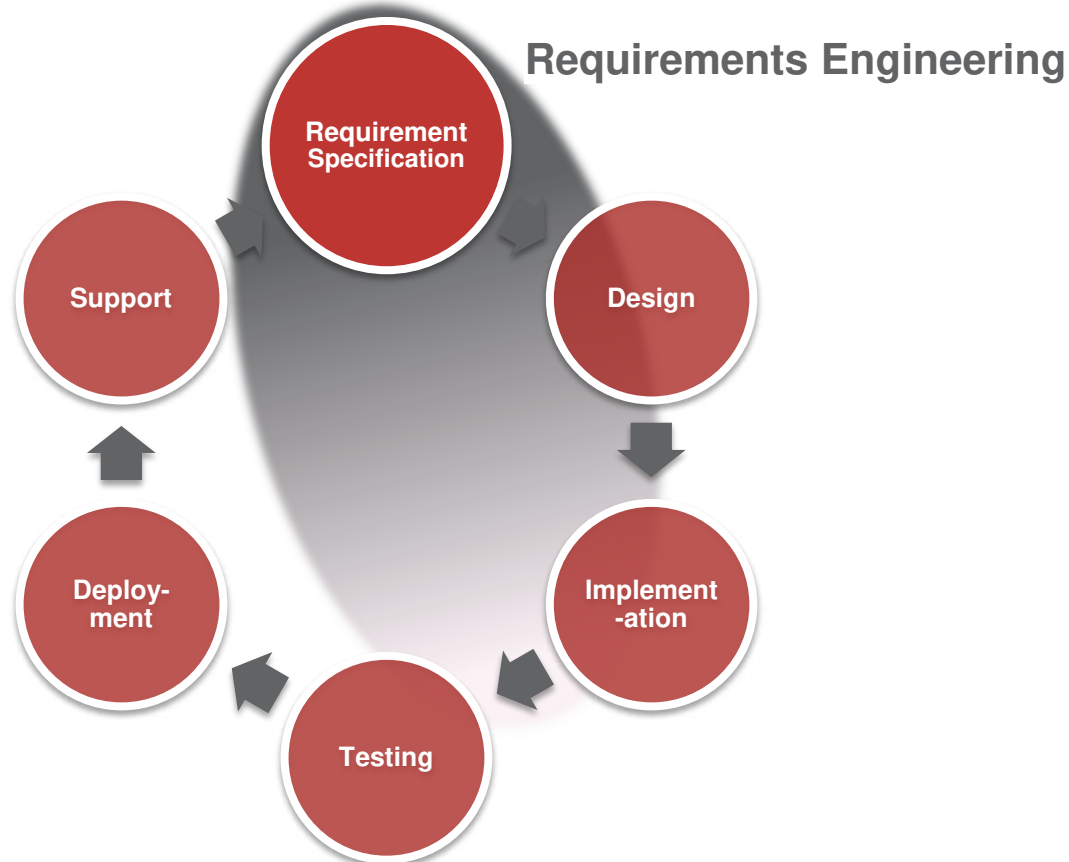 Requirements Engineering
Requirement
Specification
Design
Implement
-ation
Testing
Deploy-
ment
Support